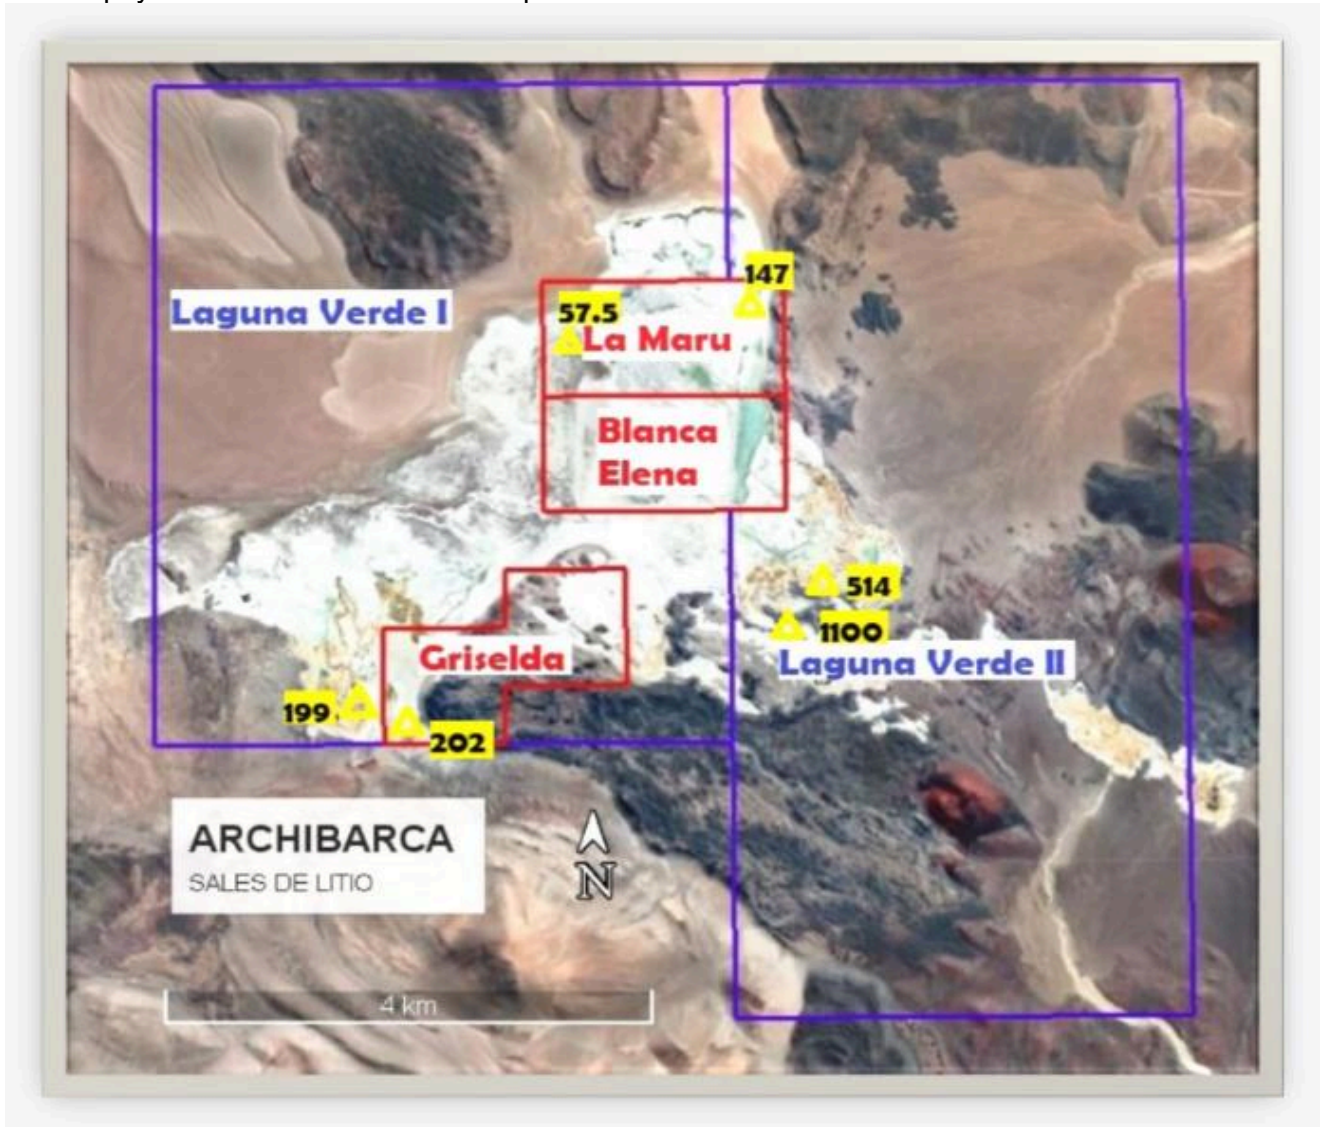 147
57.5
Laguna Verde I
La Maru
Blanca
Elena
514
1100
Griselda
Laguna Verde II
199
202
ARCHIBARCA
SALES DE LITIO
N
4 km